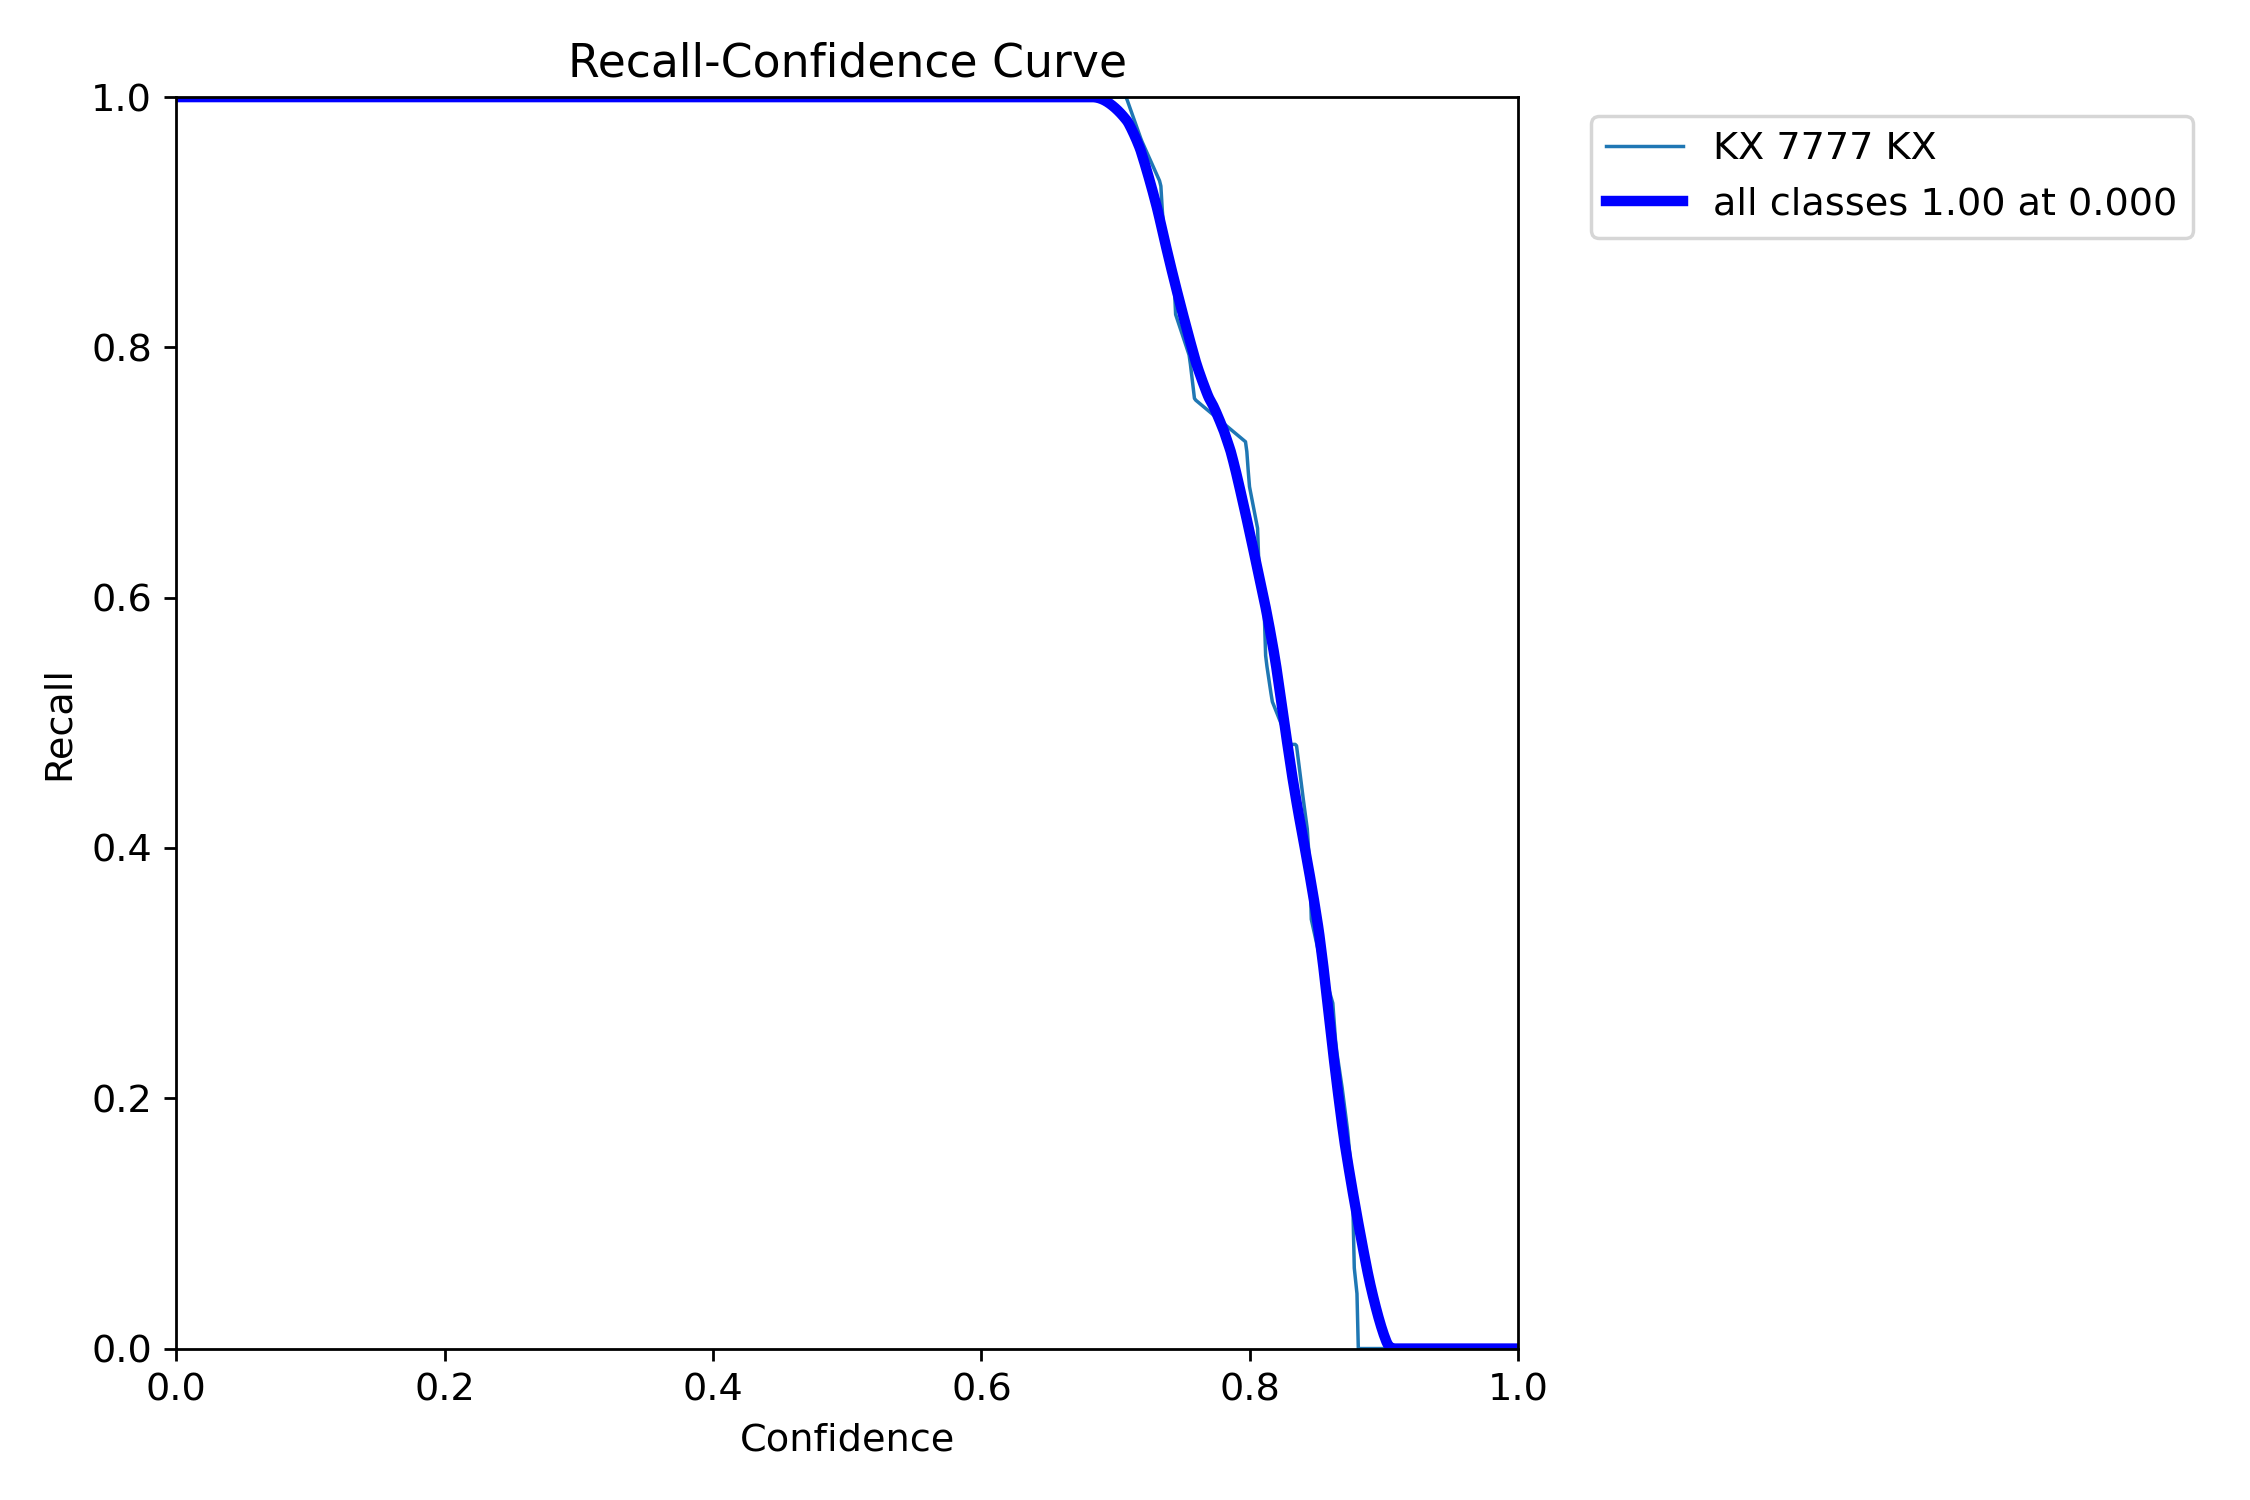 Recall-Confidence Curve
1.0
0.8
0.6
0.4
0.2
0.0
Recall
0.0 0.2 0.4 0.6 0.8 1.0
Confidence
KX 7777 KX
all classes 1.00 at 0.000